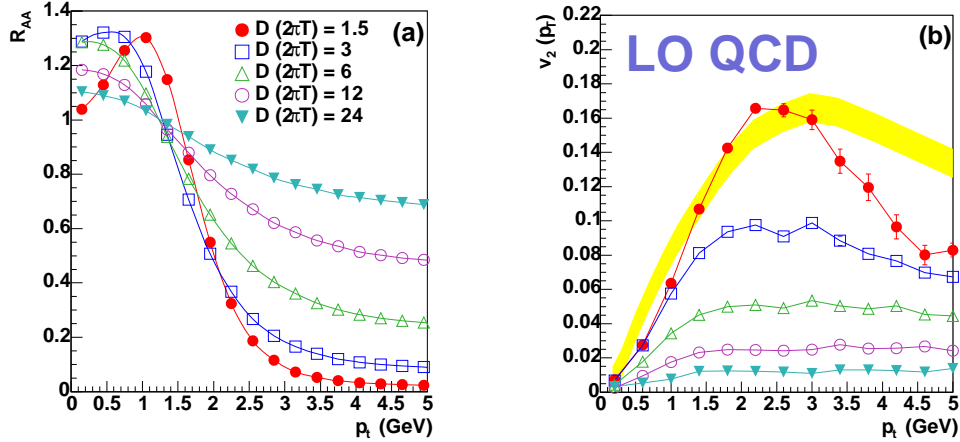 R_AA
1.4
1.2
1
0.8
0.6
0.4
0.2
0
(a)
D (2πT) = 1.5
D (2πT) = 3
D (2πT) = 6
D (2πT) = 12
D (2πT) = 24
0 0.5 1 1.5 2 2.5 3 3.5 4 4.5 5
p_t (GeV)
v_2 (p_T)
0.22
0.2
0.18
0.16
0.14
0.12
0.1
0.08
0.06
0.04
0.02
0
LO QCD
(b)
0 0.5 1 1.5 2 2.5 3 3.5 4 4.5 5
p_t (GeV)